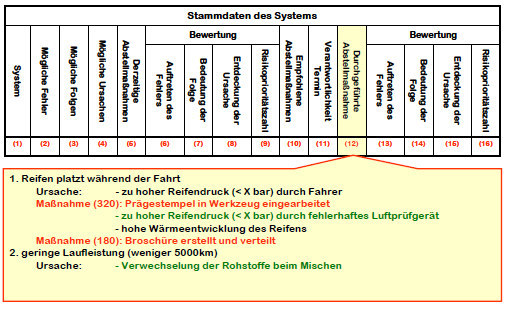 Stammdaten des Systems
Bewertung
Bewertung
System
Mögliche Fehler
Mögliche Folgen
Mögliche Ursachen
Derzeitige
Abstellmaßnahmen
Auftreten des
Fehlers
Bedeutung der
Folge
Entdeckung der
Ursache
Risikoprioritätszahl
Empfohlene
Abstellmaßnahmen
Verantwortlichkeit
Termin
Durchgeführte
Abstellmaßnahme
Auftreten des
Fehlers
Bedeutung der
Folge
Entdeckung der
Ursache
Risikoprioritätszahl
(1) (2) (3) (4) (5) (6) (7) (8) (9) (10) (11) (12) (13) (14) (15) (16)
1. Reifen platzt während der Fahrt
Ursache: - zu hoher Reifendruck (< X bar) durch Fahrer
Maßnahme (320): Prägestempel in Werkzeug eingearbeitet
- zu hoher Reifendruck (< X bar) durch fehlerhaftes Luftprüfgerät
- hohe Wärmeentwicklung des Reifens
Maßnahme (180): Broschüre erstellt und verteilt
2. geringe Laufleistung (weniger 5000km)
Ursache: - Verwechselung der Rohstoffe beim Mischen